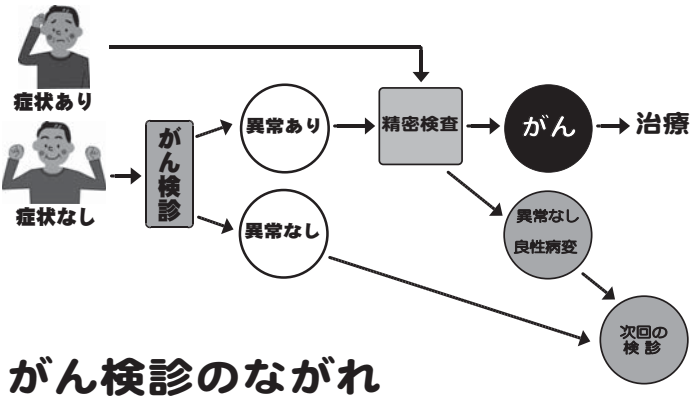 症状あり
症状なし
がん検診
異常あり
異常なし
精密検査
がん
治療
異常なし
良性病変
次回の
検診
がん検診のながれ